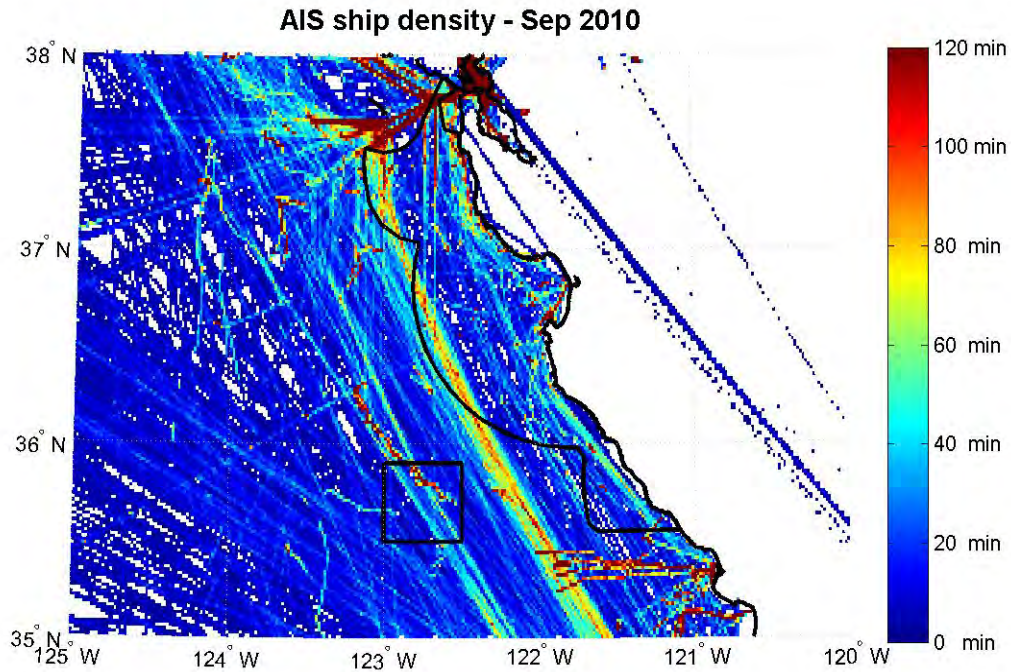 AIS ship density - Sep 2010
38° N
37° N
36° N
35° N
125° W
124° W
123° W
122° W
121° W
120° W
120 min
100 min
80 min
60 min
40 min
20 min
0 min